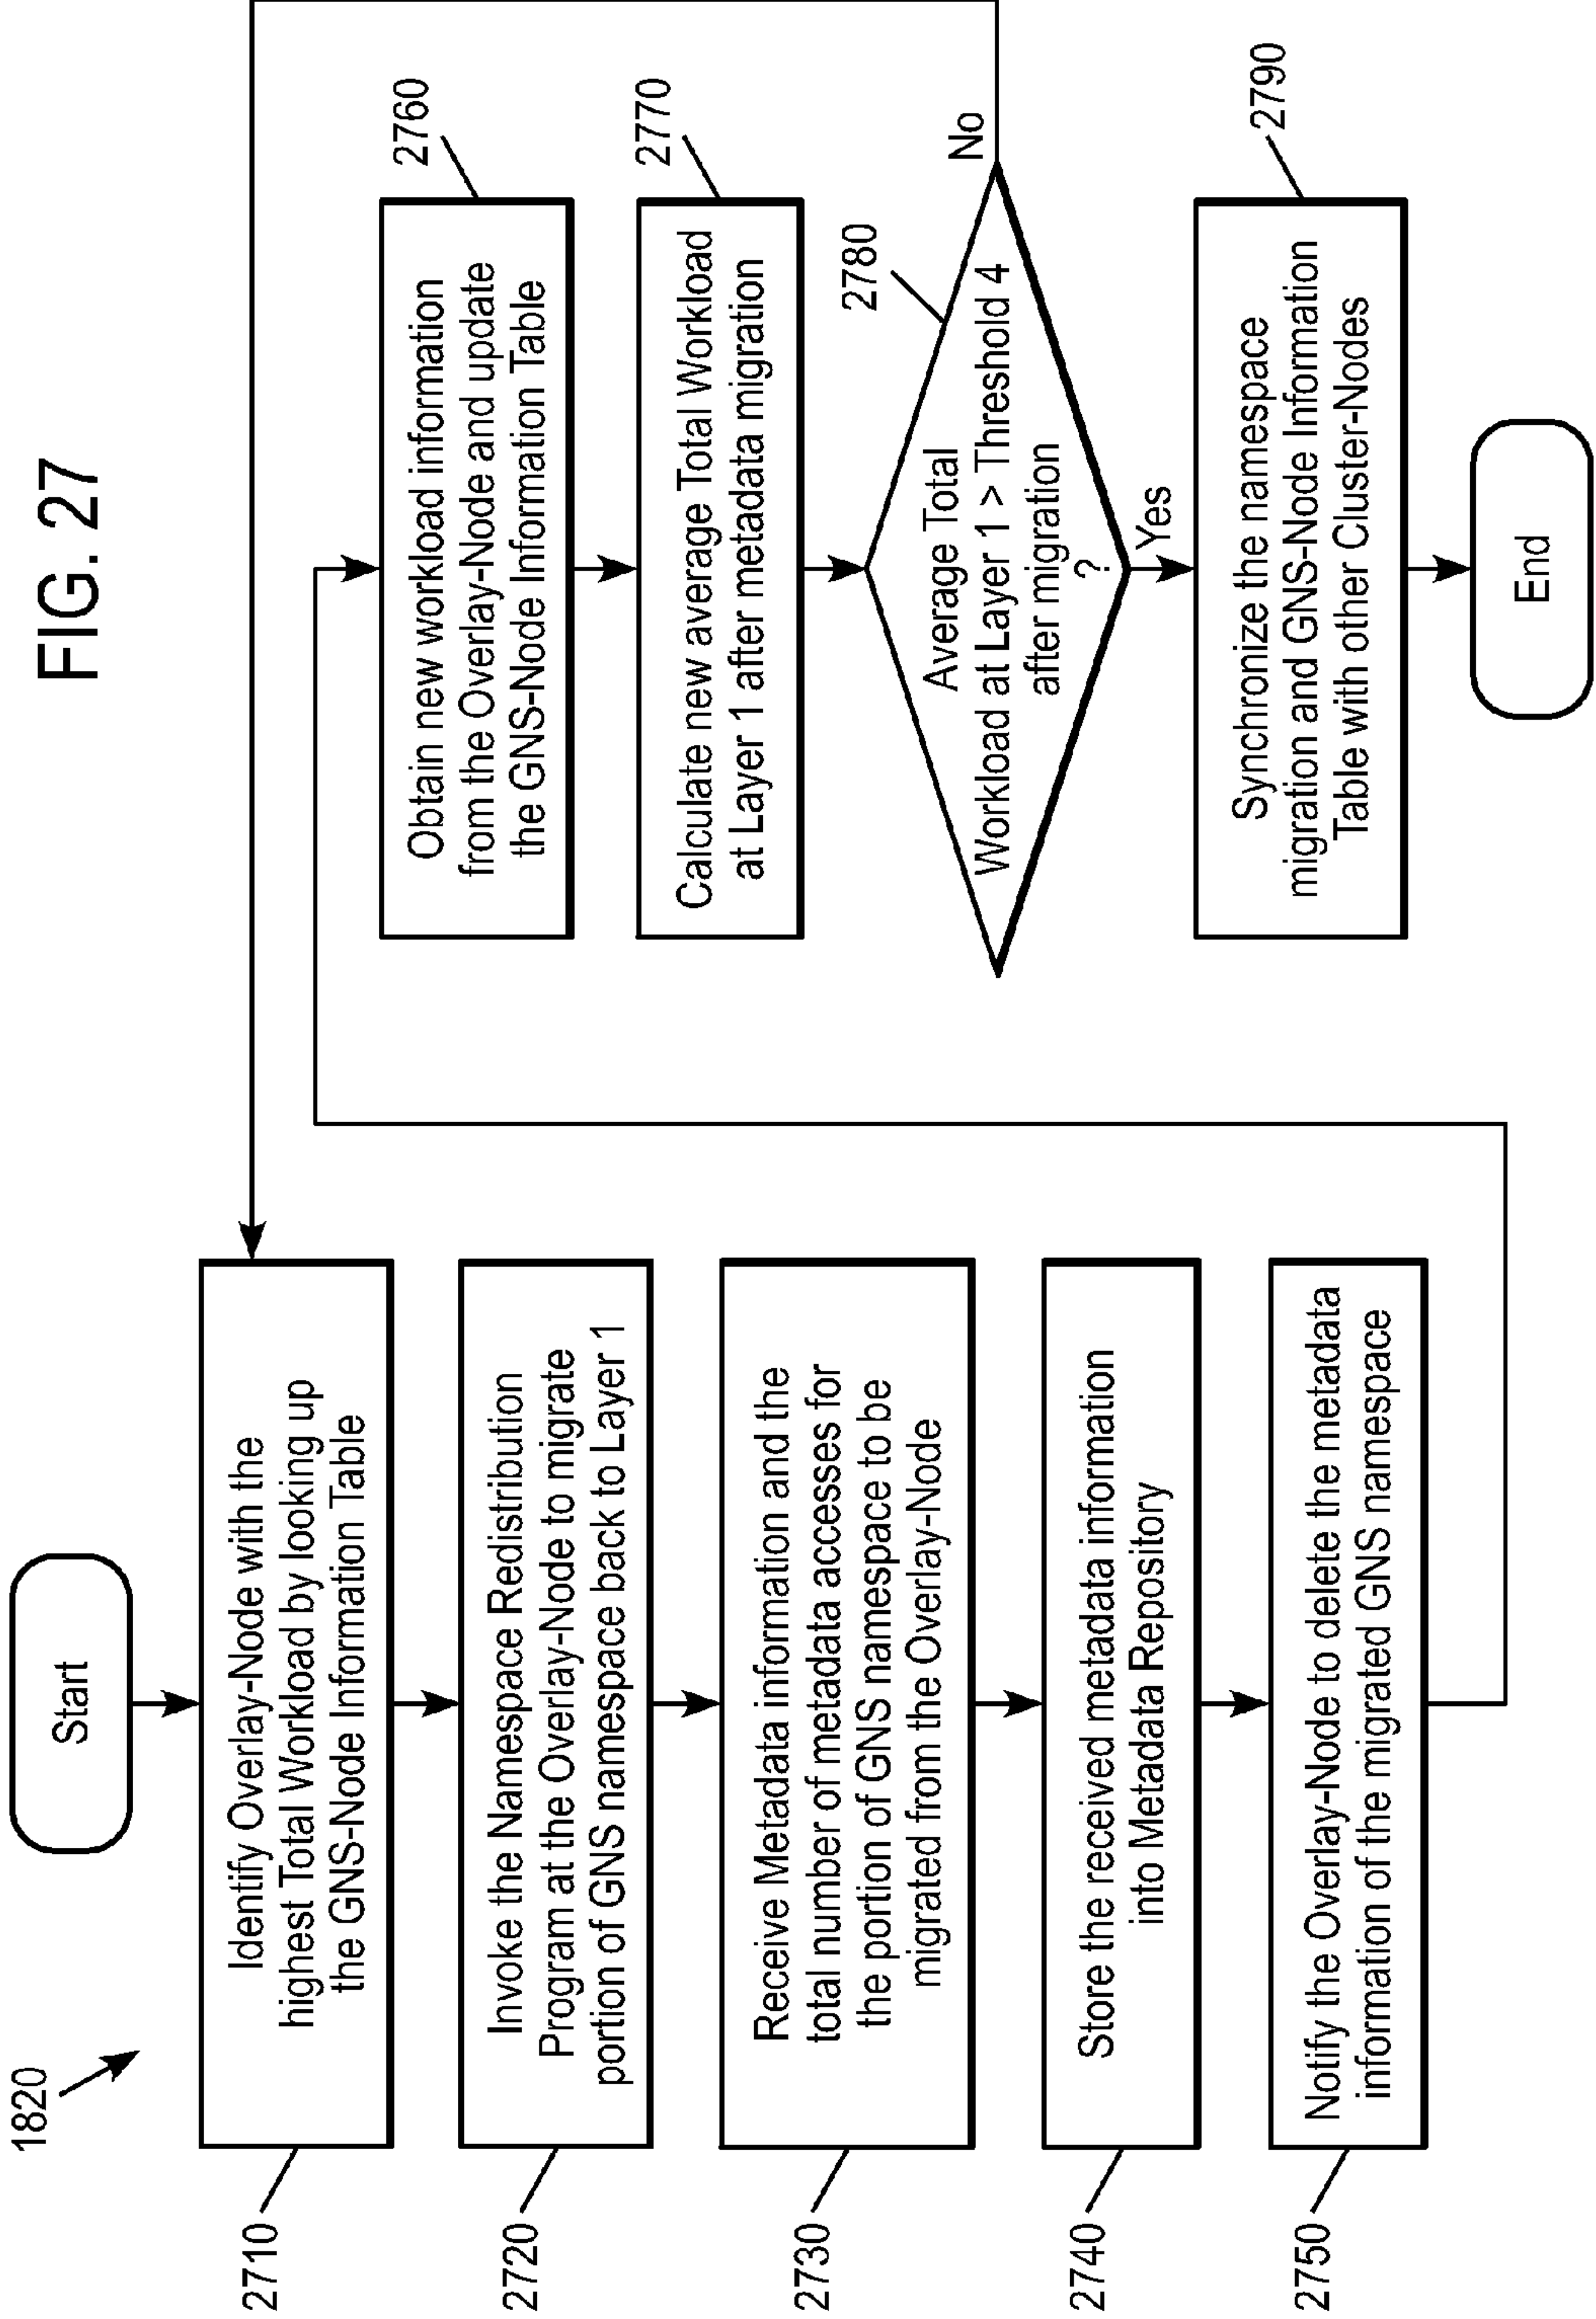 FIG. 27
1820
Start
2710
Identify Overlay-Node with the
highest Total Workload by looking up
the GNS-Node Information Table
2720
Invoke the Namespace Redistribution
Program at the Overlay-Node to migrate
portion of GNS namespace back to Layer 1
2730
Receive Metadata information and the
total number of metadata accesses for
the portion of GNS namespace to be
migrated from the Overlay-Node
2740
Store the received metadata information
into Metadata Repository
2750
Notify the Overlay-Node to delete the metadata
information of the migrated GNS namespace
2760
Obtain new workload information
from the Overlay-Node and update
the GNS-Node Information Table
2770
Calculate new average Total Workload
at Layer 1 after metadata migration
2780
Average Total
Workload at Layer 1 > Threshold 4
after migration
?
No
Yes
2790
Synchronize the namespace
migration and GNS-Node Information
Table with other Cluster-Nodes
End